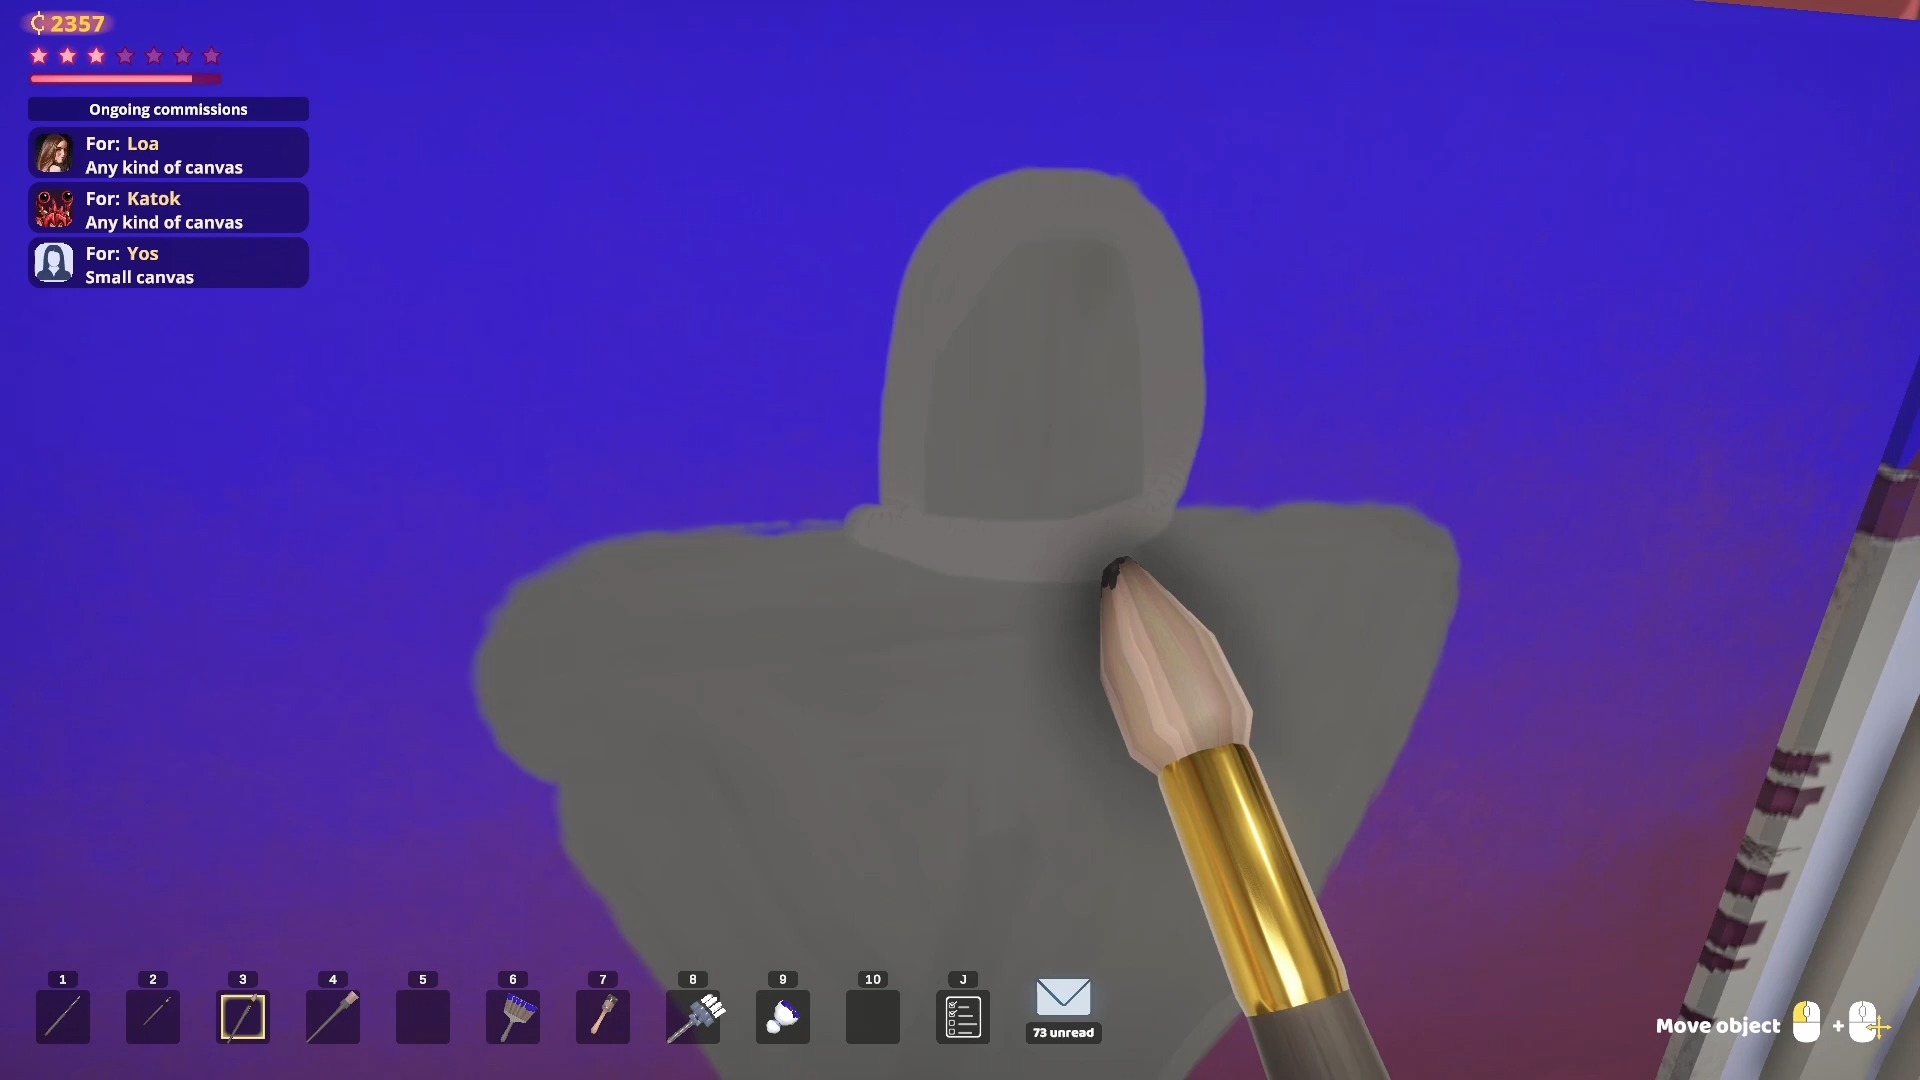 ₵ 2357
Ongoing commissions
For: Loa
Any kind of canvas
For: Katok
Any kind of canvas
For: Yos
Small canvas
1 2 3 4 5 6 7 8 9 10 J
73 unread
Move object +